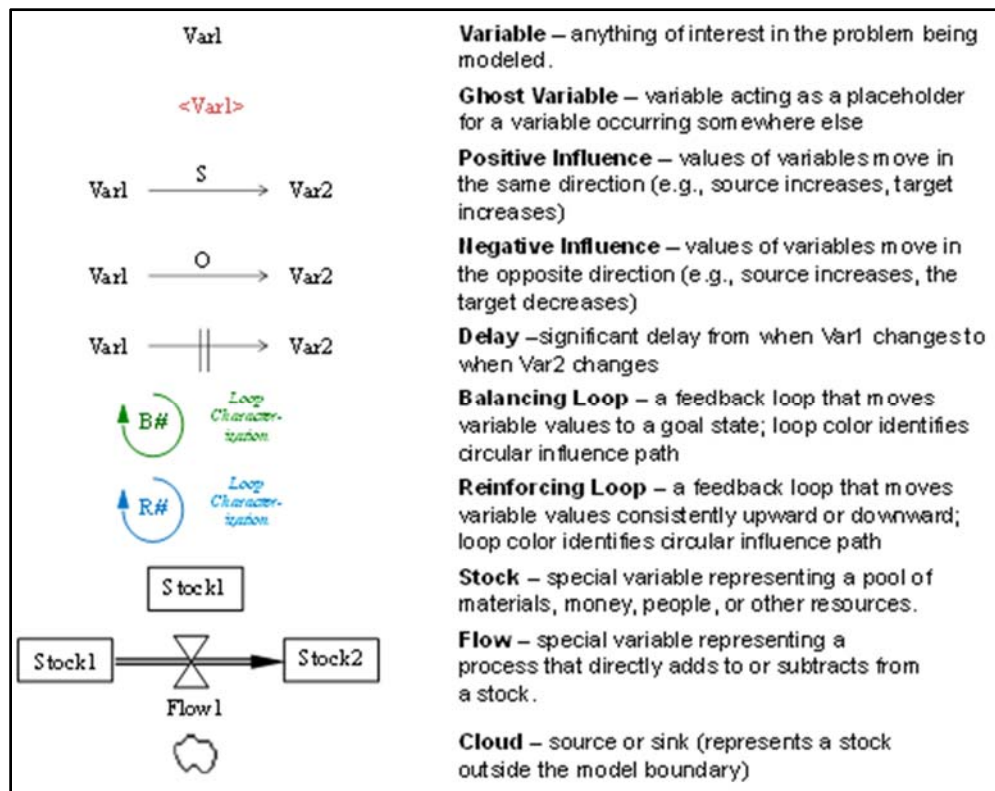 Var1
Variable – anything of interest in the problem being
modeled.
<Var1>
Ghost Variable – variable acting as a placeholder
for a variable occurring somewhere else
Var1 S Var2
Positive Influence – values of variables move in
the same direction (e.g., source increases, target
increases)
Var1 O Var2
Negative Influence – values of variables move in
the opposite direction (e.g., source increases, the
target decreases)
Var1 Var2
Delay –significant delay from when Var1 changes to
when Var2 changes
B#
Loop
Character-
ization
Balancing Loop – a feedback loop that moves
variable values to a goal state; loop color identifies
circular influence path
R#
Loop
Character-
ization
Reinforcing Loop – a feedback loop that moves
variable values consistently upward or downward;
loop color identifies circular influence path
Stock1
Stock – special variable representing a pool of
materials, money, people, or other resources.
Stock1 Stock2
Flow1
Flow – special variable representing a
process that directly adds to or subtracts from
a stock.
Cloud – source or sink (represents a stock
outside the model boundary)